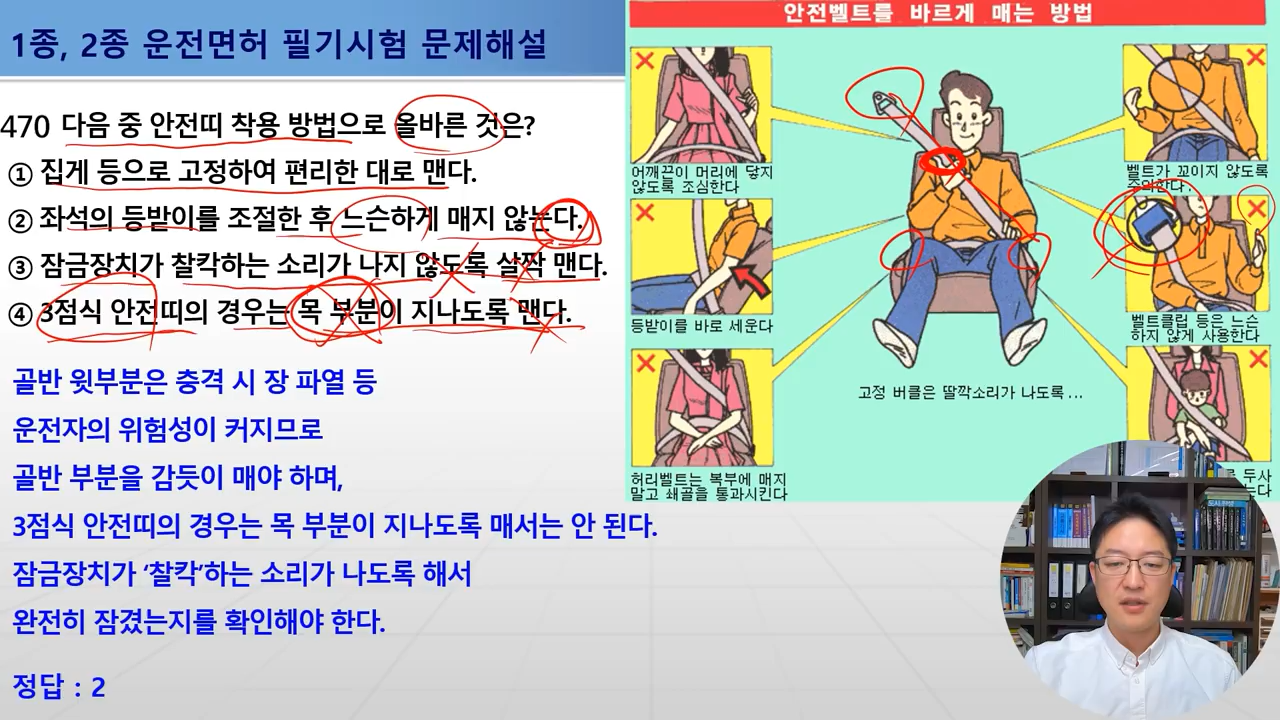 1종, 2종 운전면허 필기시험 문제해설
470 다음 중 안전띠 착용 방법으로 올바른 것은?
① 집게 등으로 고정하여 편리한 대로 맨다.
② 좌석의 등받이를 조절한 후 느슨하게 매지 않는다.
③ 잠금장치가 찰칵하는 소리가 나지 않도록 살짝 맨다.
④ 3점식 안전띠의 경우는 목 부분이 지나도록 맨다.
골반 윗부분은 충격 시 장 파열 등
운전자의 위험성이 커지므로
골반 부분을 감듯이 매야 하며,
3점식 안전띠의 경우는 목 부분이 지나도록 매서는 안 된다.
잠금장치가 ‘찰칵’하는 소리가 나도록 해서
완전히 잠겼는지를 확인해야 한다.
정답 : 2
안전벨트를 바르게 매는 방법
어깨끈이 머리에 닿지
않도록 조심한다
등받이를 바로 세운다
허리벨트는 복부에 매지
말고 쇄골을 통과시킨다
고정 버클은 딸깍소리가 나도록...
벨트가 꼬이지 않도록
주의한다.
벨트클립 등은 느슨
하지 않게 사용한다
두사